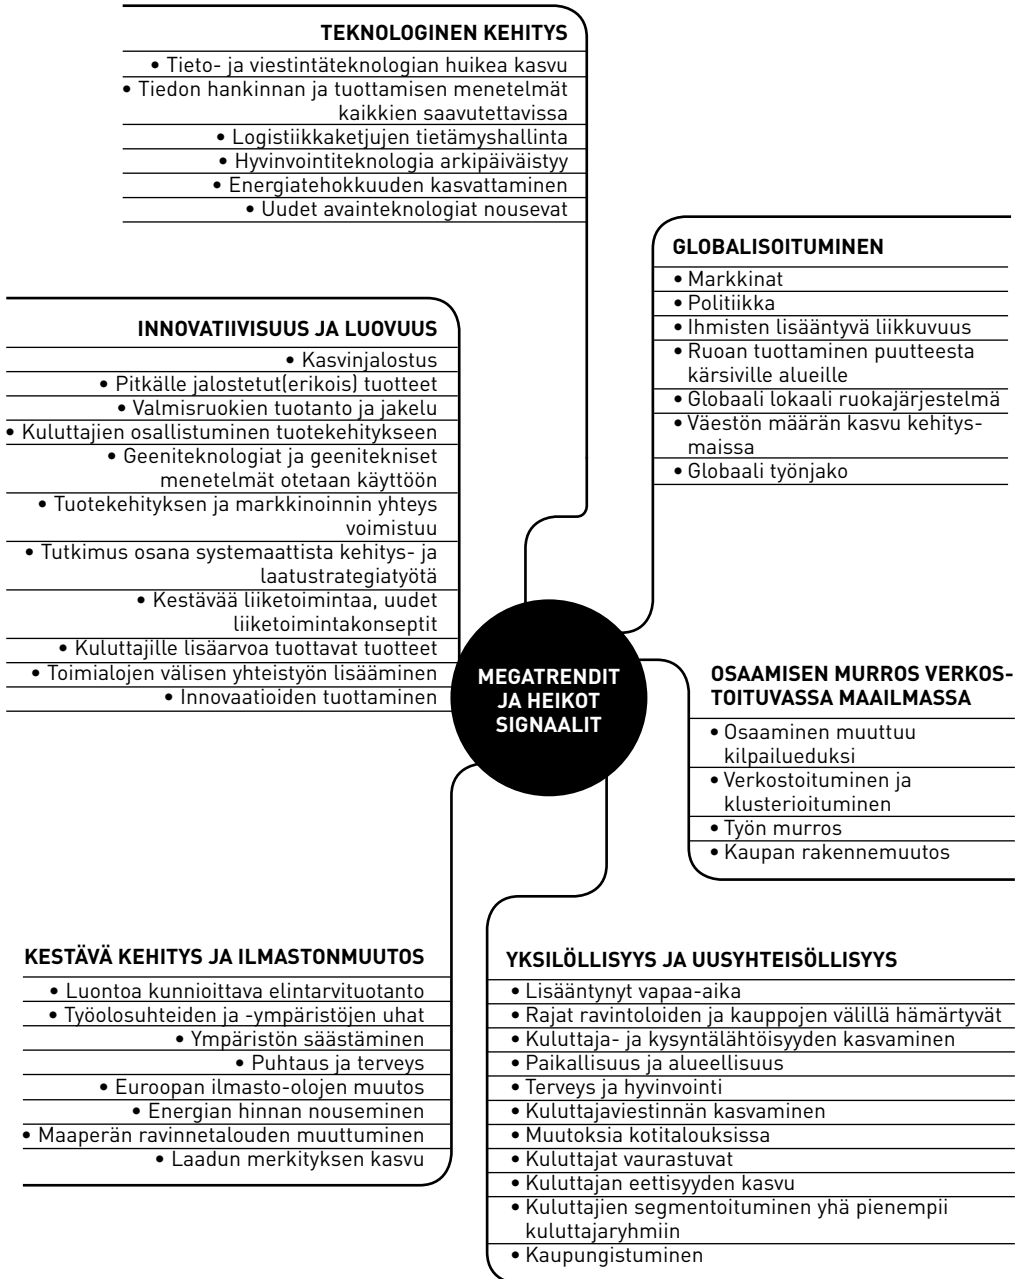 TEKNOLOGINEN KEHITYS
• Tieto- ja viestintäteknologian huikea kasvu
• Tiedon hankinnan ja tuottamisen menetelmät
kaikkien saavutettavissa
• Logistiikkaketjujen tietämyshallinta
• Hyvinvointiteknologia arkipäiväistyy
• Energiatehokkuuden kasvattaminen
• Uudet avainteknologiat nousevat
GLOBALISOITUMINEN
• Markkinat
• Politiikka
• Ihmisten lisääntyvä liikkuvuus
• Ruoan tuottaminen puutteesta
kärsiville alueille
• Globaali lokaali ruokajärjestelmä
• Väestön määrän kasvu kehitys-
maissa
• Globaali työnjako
INNOVATIIVISUUS JA LUOVUUS
• Kasvinjalostus
• Pitkälle jalostetut(erikois) tuotteet
• Valmisruokien tuotanto ja jakelu
• Kuluttajien osallistuminen tuotekehitykseen
• Geeniteknologiat ja geenitekniset
menetelmät otetaan käyttöön
• Tuotekehityksen ja markkinoinnin yhteys
voimistuu
• Tutkimus osana systemaattista kehitys- ja
laatustrategiatyötä
• Kestävää liiketoimintaa, uudet
liiketoimintakonseptit
• Kuluttajille lisäarvoa tuottavat tuotteet
• Toimialojen välisen yhteistyön lisääminen
• Innovaatioiden tuottaminen
MEGATRENDIT
JA HEIKOT
SIGNAALIT
OSAAMISEN MURROS VERKOS-
TOITUVASSA MAAILMASSA
• Osaaminen muuttuu
kilpailueduksi
• Verkostoituminen ja
klusterioituminen
• Työn murros
• Kaupan rakennemuutos
KESTÄVÄ KEHITYS JA ILMASTONMUUTOS
• Luontoa kunnioittava elintarvituotanto
• Työolosuhteiden ja -ympäristöjen uhat
• Ympäristön säästäminen
• Puhtaus ja terveys
• Euroopan ilmasto-olojen muutos
• Energian hinnan nouseminen
• Maaperän ravinnetalouden muuttuminen
• Laadun merkityksen kasvu
YKSILÖLLISYYS JA UUSYHTEISÖLLISYYS
• Lisääntynyt vapaa-aika
• Rajat ravintoloiden ja kauppojen välillä hämärtyvät
• Kuluttaja- ja kysyntälähtöisyyden kasvaminen
• Paikallisuus ja alueellisuus
• Terveys ja hyvinvointi
• Kuluttajaviestinnän kasvaminen
• Muutoksia kotitalouksissa
• Kuluttajat vaurastuvat
• Kuluttajan eettisyyden kasvu
• Kuluttajien segmentoituminen yhä pienempii
kuluttajaryhmiin
• Kaupungistuminen